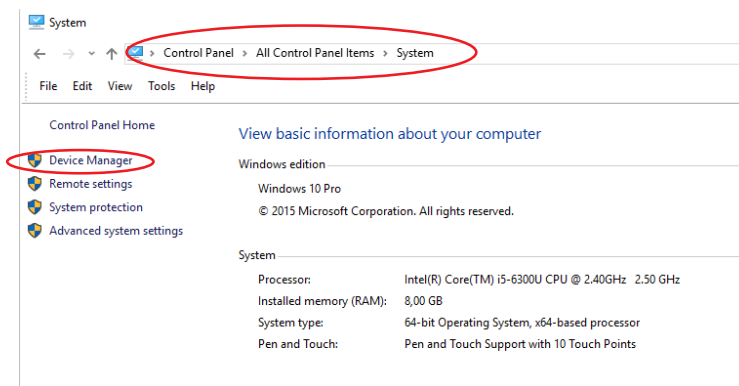 System
Control Panel > All Control Panel Items > System
File Edit View Tools Help
Control Panel Home
Device Manager
Remote settings
System protection
Advanced system settings
View basic information about your computer
Windows edition
Windows 10 Pro
© 2015 Microsoft Corporation. All rights reserved.
System
Processor: Intel(R) Core(TM) i5-6300U CPU @ 2.40GHz 2.50 GHz
Installed memory (RAM): 8,00 GB
System type: 64-bit Operating System, x64-based processor
Pen and Touch: Pen and Touch Support with 10 Touch Points